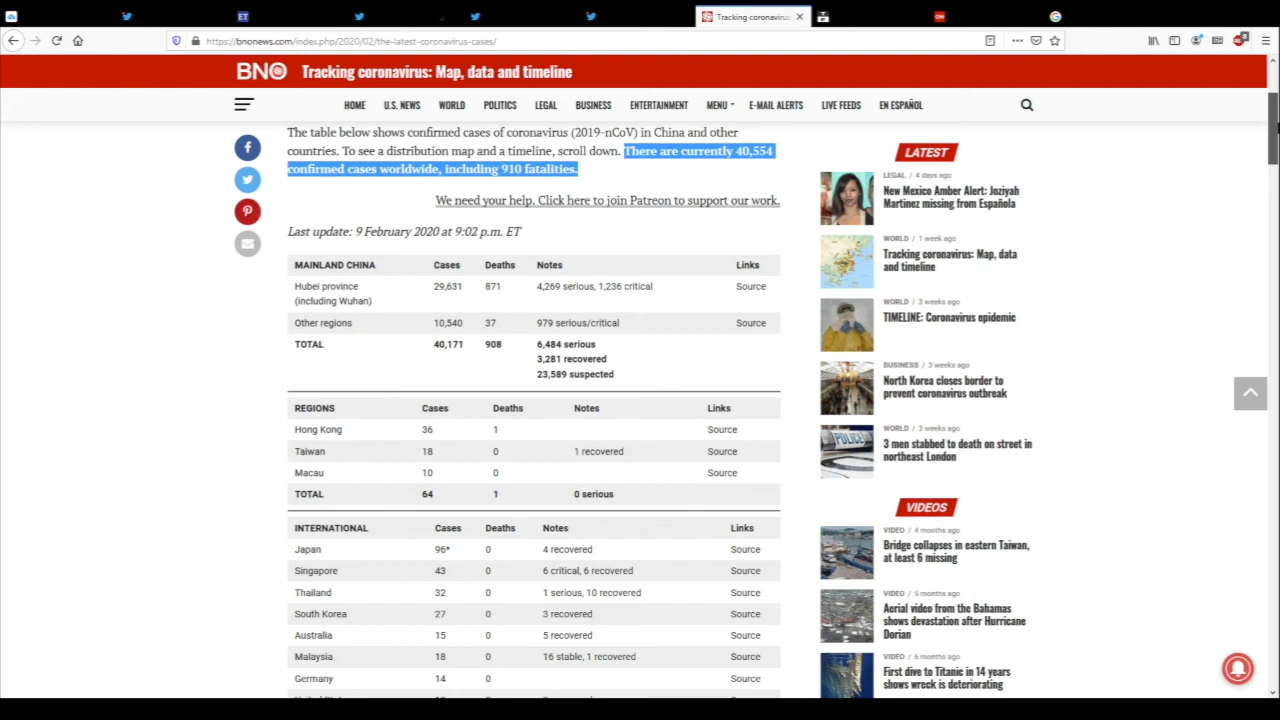 ET
Tracking coronavirus
https://bnonews.com/index.php/2020/02/the-latest-coronavirus-cases/
BNO Tracking coronavirus: Map, data and timeline
HOME U.S. NEWS WORLD POLITICS LEGAL BUSINESS ENTERTAINMENT MENU E-MAIL ALERTS LIVE FEEDS EN ESPAÑOL
The table below shows confirmed cases of coronavirus (2019-nCoV) in China and other
countries. To see a distribution map and a timeline, scroll down. There are currently 40,554
confirmed cases worldwide, including 910 fatalities.
We need your help. Click here to join Patreon to support our work.
Last update: 9 February 2020 at 9:02 p.m. ET
MAINLAND CHINA Cases Deaths Notes Links
Hubei province 29,631 871 4,269 serious, 1,236 critical Source
(including Wuhan)
Other regions 10,540 37 979 serious/critical Source
TOTAL 40,171 908 6,484 serious
3,281 recovered
23,589 suspected
REGIONS Cases Deaths Notes Links
Hong Kong 36 1 Source
Taiwan 18 0 1 recovered Source
Macau 10 0 Source
TOTAL 64 1 0 serious
INTERNATIONAL Cases Deaths Notes Links
Japan 96* 0 4 recovered Source
Singapore 43 0 6 critical, 6 recovered Source
Thailand 32 0 1 serious, 10 recovered Source
South Korea 27 0 3 recovered Source
Australia 15 0 5 recovered Source
Malaysia 18 0 16 stable, 1 recovered Source
Germany 14 0 Source
LATEST
LEGAL / 4 days ago
New Mexico Amber Alert: Joziyah
Martinez missing from Española
WORLD / 1 week ago
Tracking coronavirus: Map, data
and timeline
WORLD / 3 weeks ago
TIMELINE: Coronavirus epidemic
BUSINESS / 3 weeks ago
North Korea closes border to
prevent coronavirus outbreak
POLICE
WORLD / 3 weeks ago
3 men stabbed to death on street in
northeast London
VIDEOS
VIDEO / 4 months ago
Bridge collapses in eastern Taiwan,
at least 6 missing
VIDEO / 5 months ago
Aerial video from the Bahamas
shows devastation after Hurricane
Dorian
VIDEO / 6 months ago
First dive to Titanic in 14 years
shows wreck is deteriorating